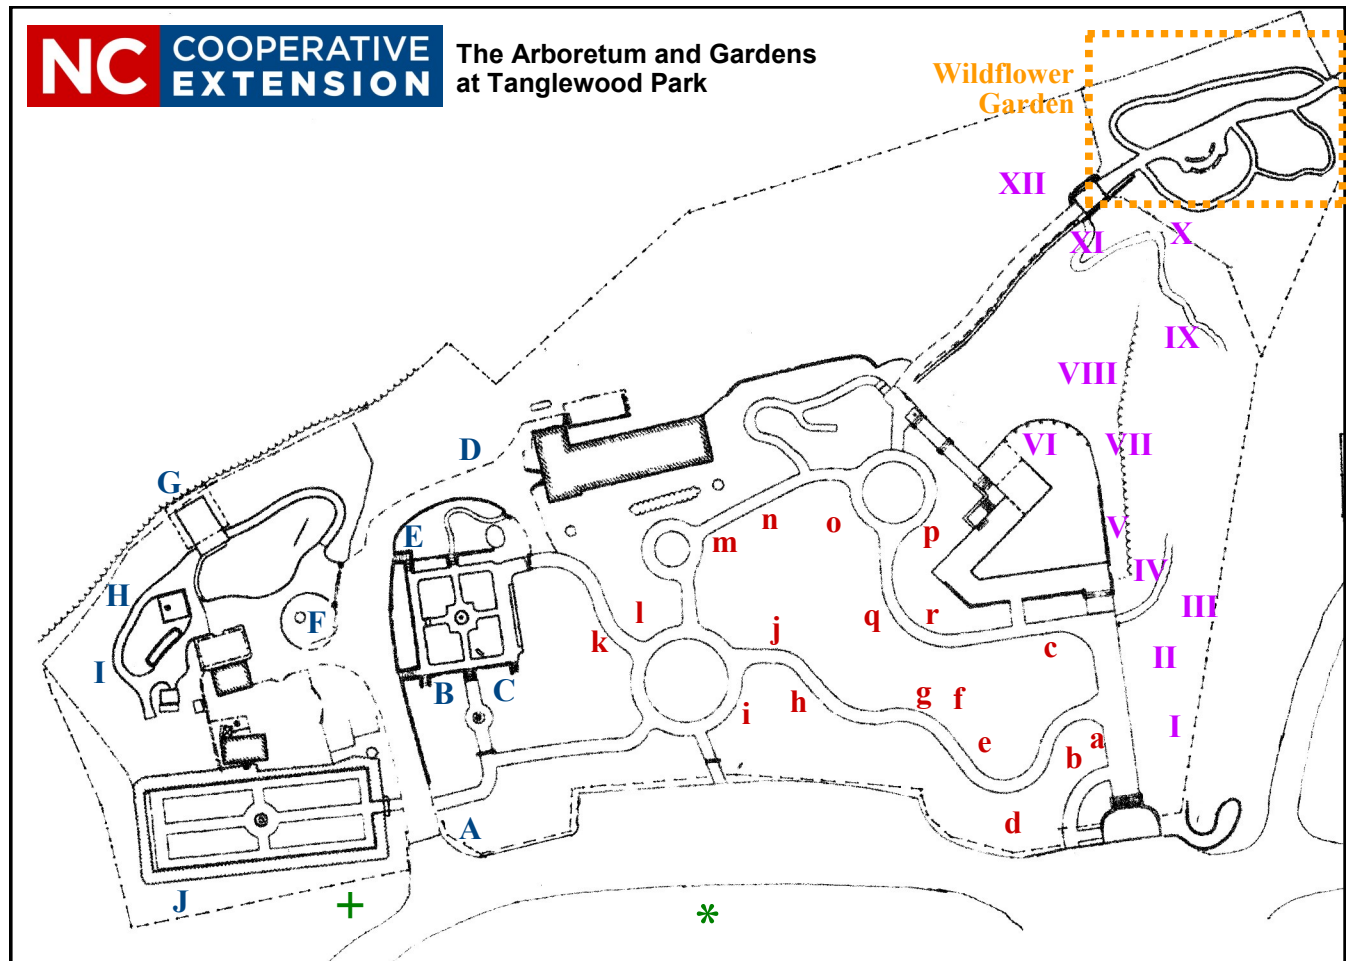 NC COOPERATIVE
EXTENSION
The Arboretum and Gardens
at Tanglewood Park
Wildflower
Garden
XII
XI
X
IX
VIII
VII
VI
V
IV
III
II
I
G
D
E
H
F
I
B
C
A
J
n
o
m
p
l
k
j
q
r
c
i
h
g
f
e
a
b
d
+
*